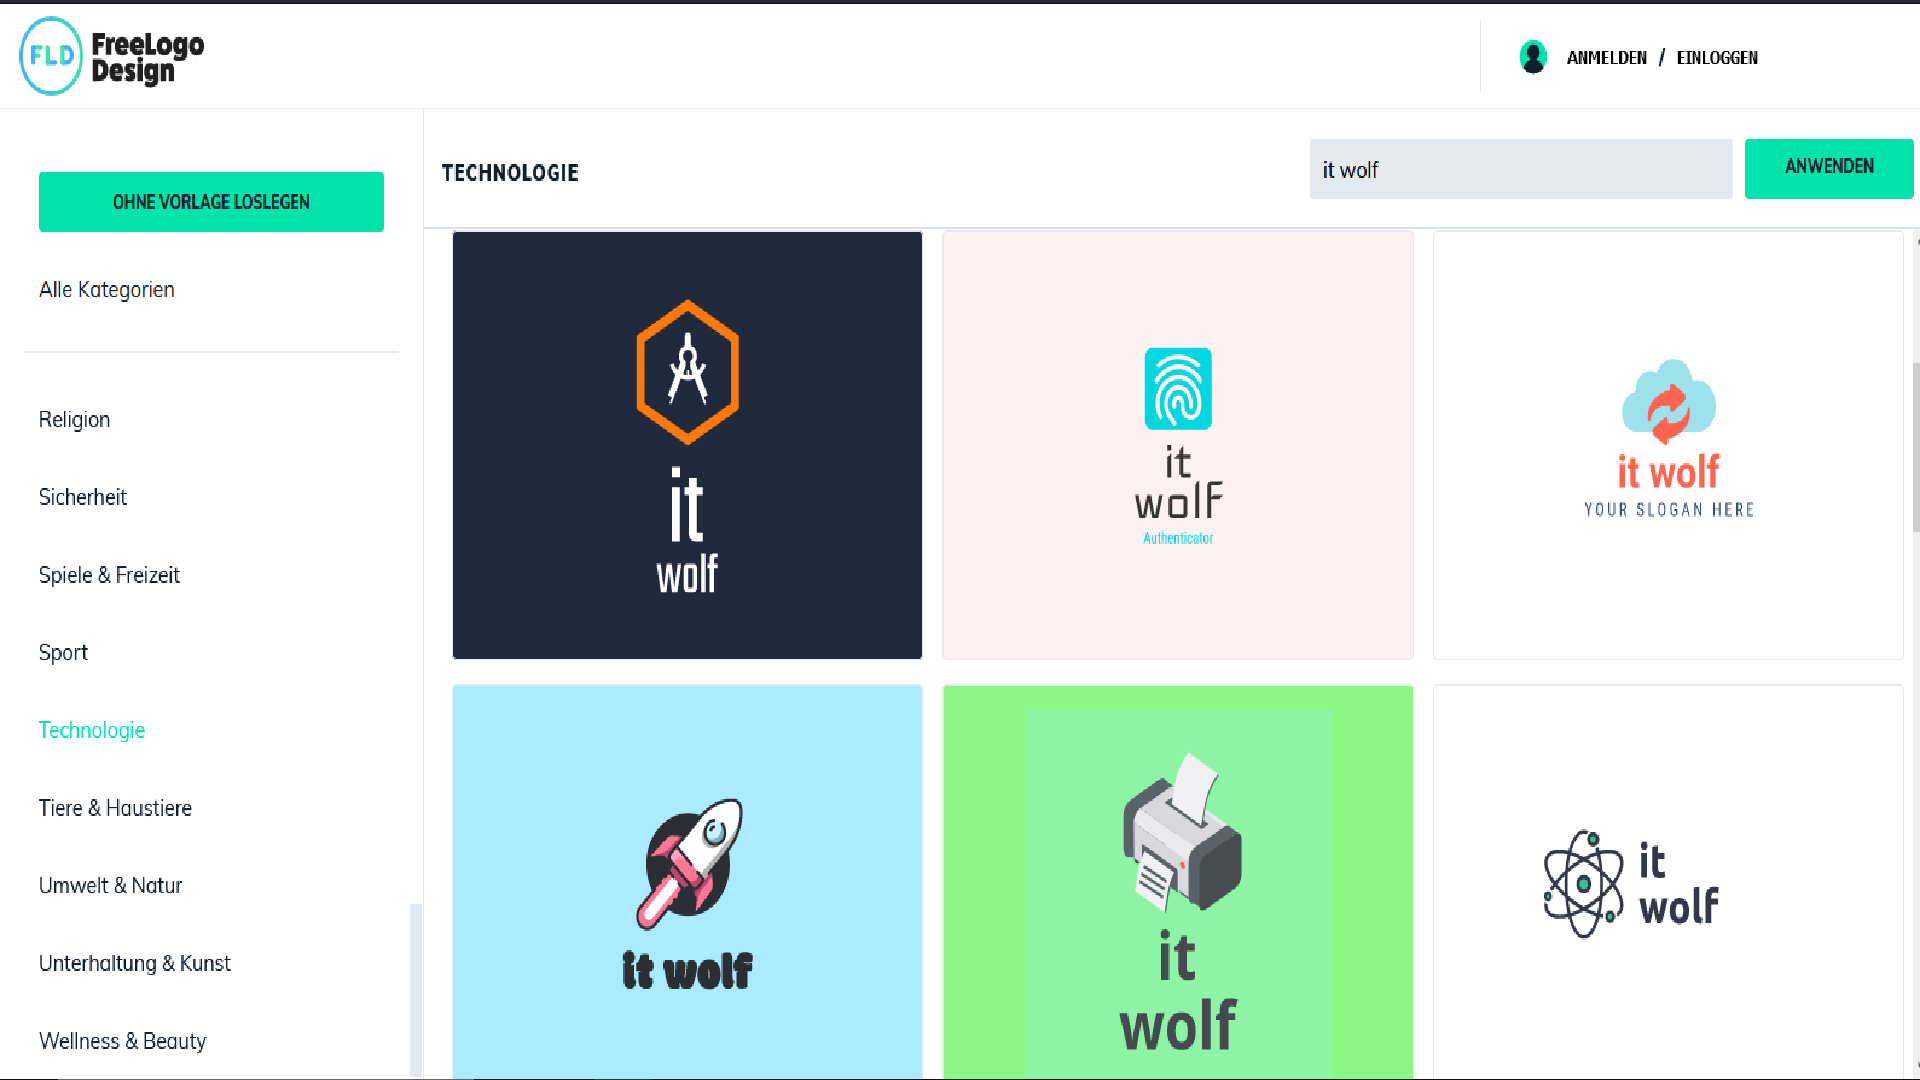 FLD
FreeLogo
Design
ANMELDEN / EINLOGGEN
OHNE VORLAGE LOSLEGEN
Alle Kategorien
Religion
Sicherheit
Spiele & Freizeit
Sport
Technologie
Tiere & Haustiere
Umwelt & Natur
Unterhaltung & Kunst
Wellness & Beauty
TECHNOLOGIE
it wolf
ANWENDEN
it
wolf
it
wolf
Authenticator
it wolf
YOUR SLOGAN HERE
it wolf
it
wolf
it
wolf